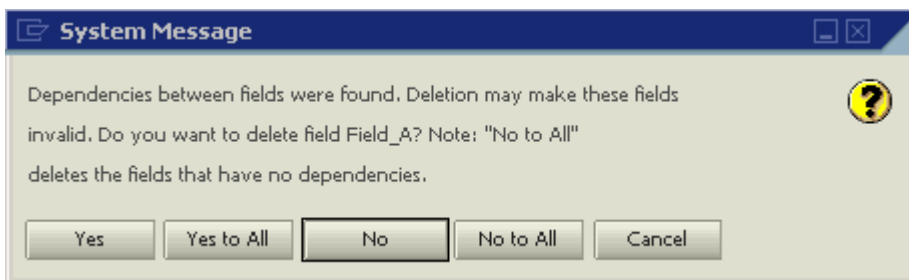 System Message
Dependencies between fields were found. Deletion may make these fields
invalid. Do you want to delete field Field_A? Note: "No to All"
deletes the fields that have no dependencies.
Yes Yes to All No No to All Cancel